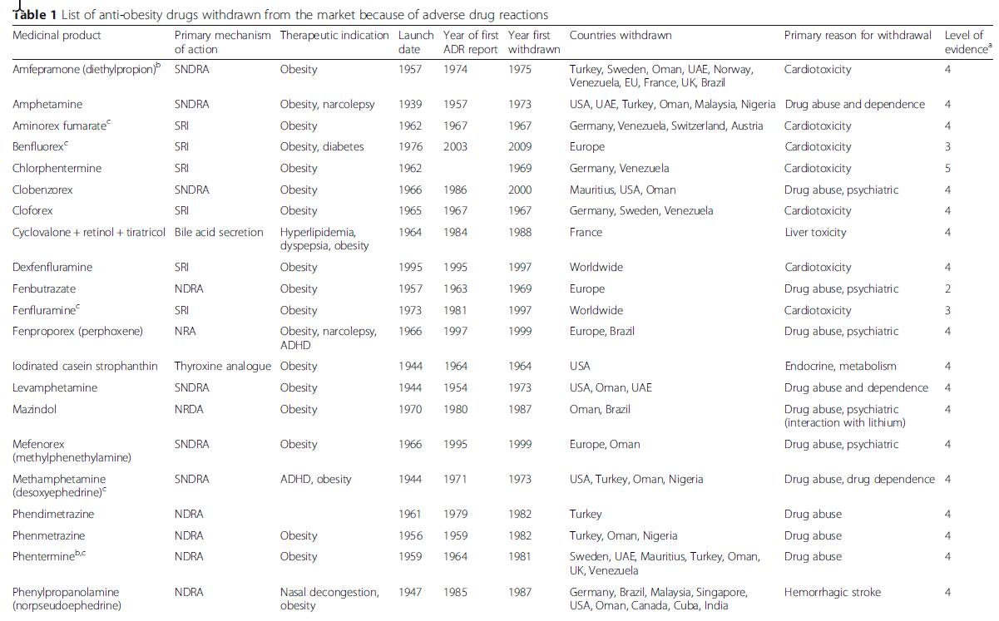 Table 1 List of anti-obesity drugs withdrawn from the market because of adverse drug reactions
Medicinal product Primary mechanism Therapeutic indication Launch Year of first Year first Countries withdrawn Primary reason for withdrawal Level of
of action date ADR report withdrawn evidencea
Amfepramone (diethylpropion)b SNDRA Obesity 1957 1974 1975 Turkey, Sweden, Oman, UAE, Norway, Cardiotoxicity 4
Venezuela, EU, France, UK, Brazil
Amphetamine SNDRA Obesity, narcolepsy 1939 1957 1973 USA, UAE, Turkey, Oman, Malaysia, Nigeria Drug abuse and dependence 4
Aminorex fumaratec SRI Obesity 1962 1967 1967 Germany, Venezuela, Switzerland, Austria Cardiotoxicity 4
Benfluorexc SRI Obesity, diabetes 1976 2003 2009 Europe Cardiotoxicity 3
Chlorphentermine SRI Obesity 1962 1969 Germany, Venezuela Cardiotoxicity 5
Clobenzorex SNDRA Obesity 1966 1986 2000 Mauritius, USA, Oman Drug abuse, psychiatric 4
Cloforex SRI Obesity 1965 1967 1967 Germany, Sweden, Venezuela Cardiotoxicity 4
Cyclovalone + retinol + tiratricol Bile acid secretion Hyperlipidemia, 1964 1984 1988 France Liver toxicity 4
dyspepsia, obesity
Dexfenfluramine SRI Obesity 1995 1995 1997 Worldwide Cardiotoxicity 4
Fenbutrazate NDRA Obesity 1957 1963 1969 Europe Drug abuse, psychiatric 2
Fenfluraminec SRI Obesity 1973 1981 1997 Worldwide Cardiotoxicity 3
Fenproporex (perphoxene) NRA Obesity, narcolepsy, 1966 1997 1999 Europe, Brazil Drug abuse, psychiatric 4
ADHD
Iodinated casein strophanthin Thyroxine analogue Obesity 1944 1964 1964 USA Endocrine, metabolism 4
Levamphetamine SNDRA Obesity 1944 1954 1973 USA, Oman, UAE Drug abuse and dependence 4
Mazindol NRDA Obesity 1970 1980 1987 Oman, Brazil Drug abuse, psychiatric 4
(interaction with lithium)
Mefenorex SNDRA Obesity 1966 1995 1999 Europe, Oman Drug abuse, psychiatric 4
(methylphenethylamine)
Methamphetamine SNDRA ADHD, obesity 1944 1971 1973 USA, Turkey, Oman, Nigeria Drug abuse, drug dependence 4
(desoxyephedrine)c
Phendimetrazine NDRA 1961 1979 1982 Turkey Drug abuse 4
Phenmetrazine NDRA Obesity 1956 1959 1982 Turkey, Oman, Nigeria Drug abuse 4
Phentermineb,c NDRA Obesity 1959 1964 1981 Sweden, UAE, Mauritius, Turkey, Oman, Drug abuse 4
UK, Venezuela
Phenylpropanolamine NDRA Nasal decongestion, 1947 1985 1987 Germany, Brazil, Malaysia, Singapore, Hemorrhagic stroke 4
(norpseudoephedrine) obesity USA, Oman, Canada, Cuba, India